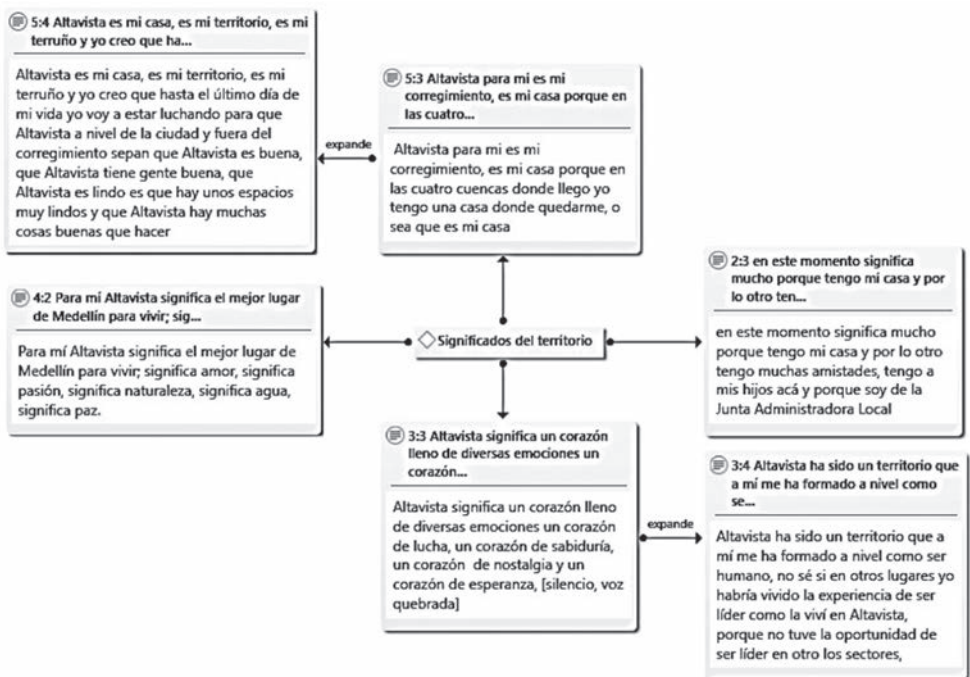 5:4 Altavista es mi casa, es mi territorio, es mi
terruño y yo creo que ha...
Altavista es mi casa, es mi territorio, es mi
terruño y yo creo que hasta el último día de
mi vida yo voy a estar luchando para que
Altavista a nivel de la ciudad y fuera del
corregimiento sepan que Altavista es buena,
que Altavista tiene gente buena, que
Altavista es lindo es que hay unos espacios
muy lindos y que Altavista hay muchas
cosas buenas que hacer
expande
5:3 Altavista para mi es mi
corregimiento, es mi casa porque en
las cuatro...
Altavista para mi es mi
corregimiento, es mi casa porque en
las cuatro cuencas donde llego yo
tengo una casa donde quedarme, o
sea que es mi casa
4:2 Para mí Altavista significa el mejor lugar
de Medellín para vivir; sig...
Para mí Altavista significa el mejor lugar de
Medellín para vivir; significa amor, significa
pasión, significa naturaleza, significa agua,
significa paz.
Significados del territorio
2:3 en este momento significa
mucho porque tengo mi casa y por
lo otro ten...
en este momento significa mucho
porque tengo mi casa y por lo otro
tengo muchas amistades, tengo a
mis hijos acá y porque soy de la
Junta Administradora Local
3:3 Altavista significa un corazón
lleno de diversas emociones un
corazón...
Altavista significa un corazón lleno
de diversas emociones un corazón
de lucha, un corazón de sabiduría,
un corazón de nostalgia y un
corazón de esperanza, [silencio, voz
quebrada]
expande
3:4 Altavista ha sido un territorio que
a mí me ha formado a nivel como
se...
Altavista ha sido un territorio que a
mí me ha formado a nivel como ser
humano, no sé si en otros lugares yo
habría vivido la experiencia de ser
líder como la viví en Altavista,
porque no tuve la oportunidad de
ser líder en otro los sectores,